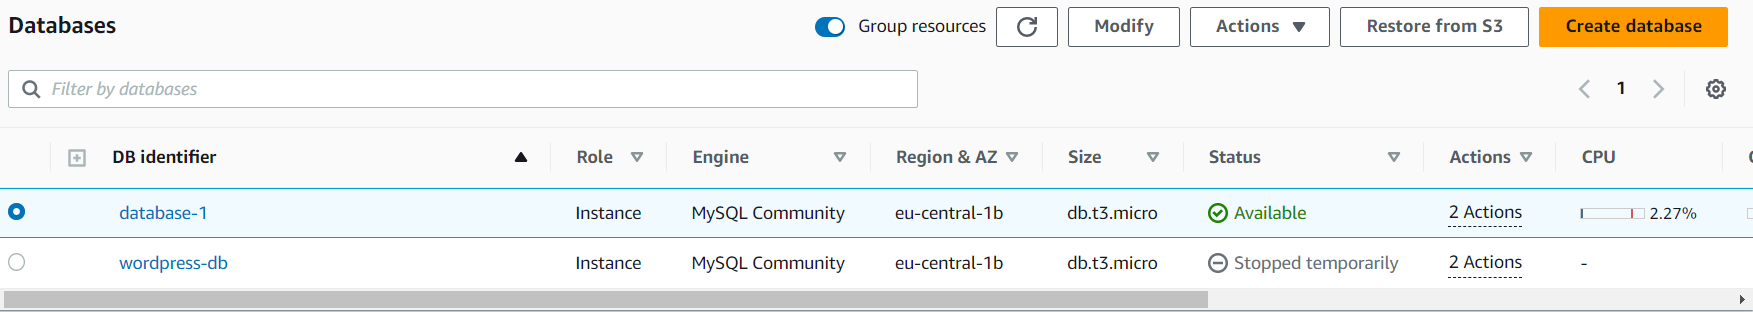 Databases Group resources Modify Actions Restore from S3 Create database
Filter by databases 1
DB identifier Role Engine Region & AZ Size Status Actions CPU
database-1 Instance MySQL Community eu-central-1b db.t3.micro Available 2 Actions 2.27%
wordpress-db Instance MySQL Community eu-central-1b db.t3.micro Stopped temporarily 2 Actions -